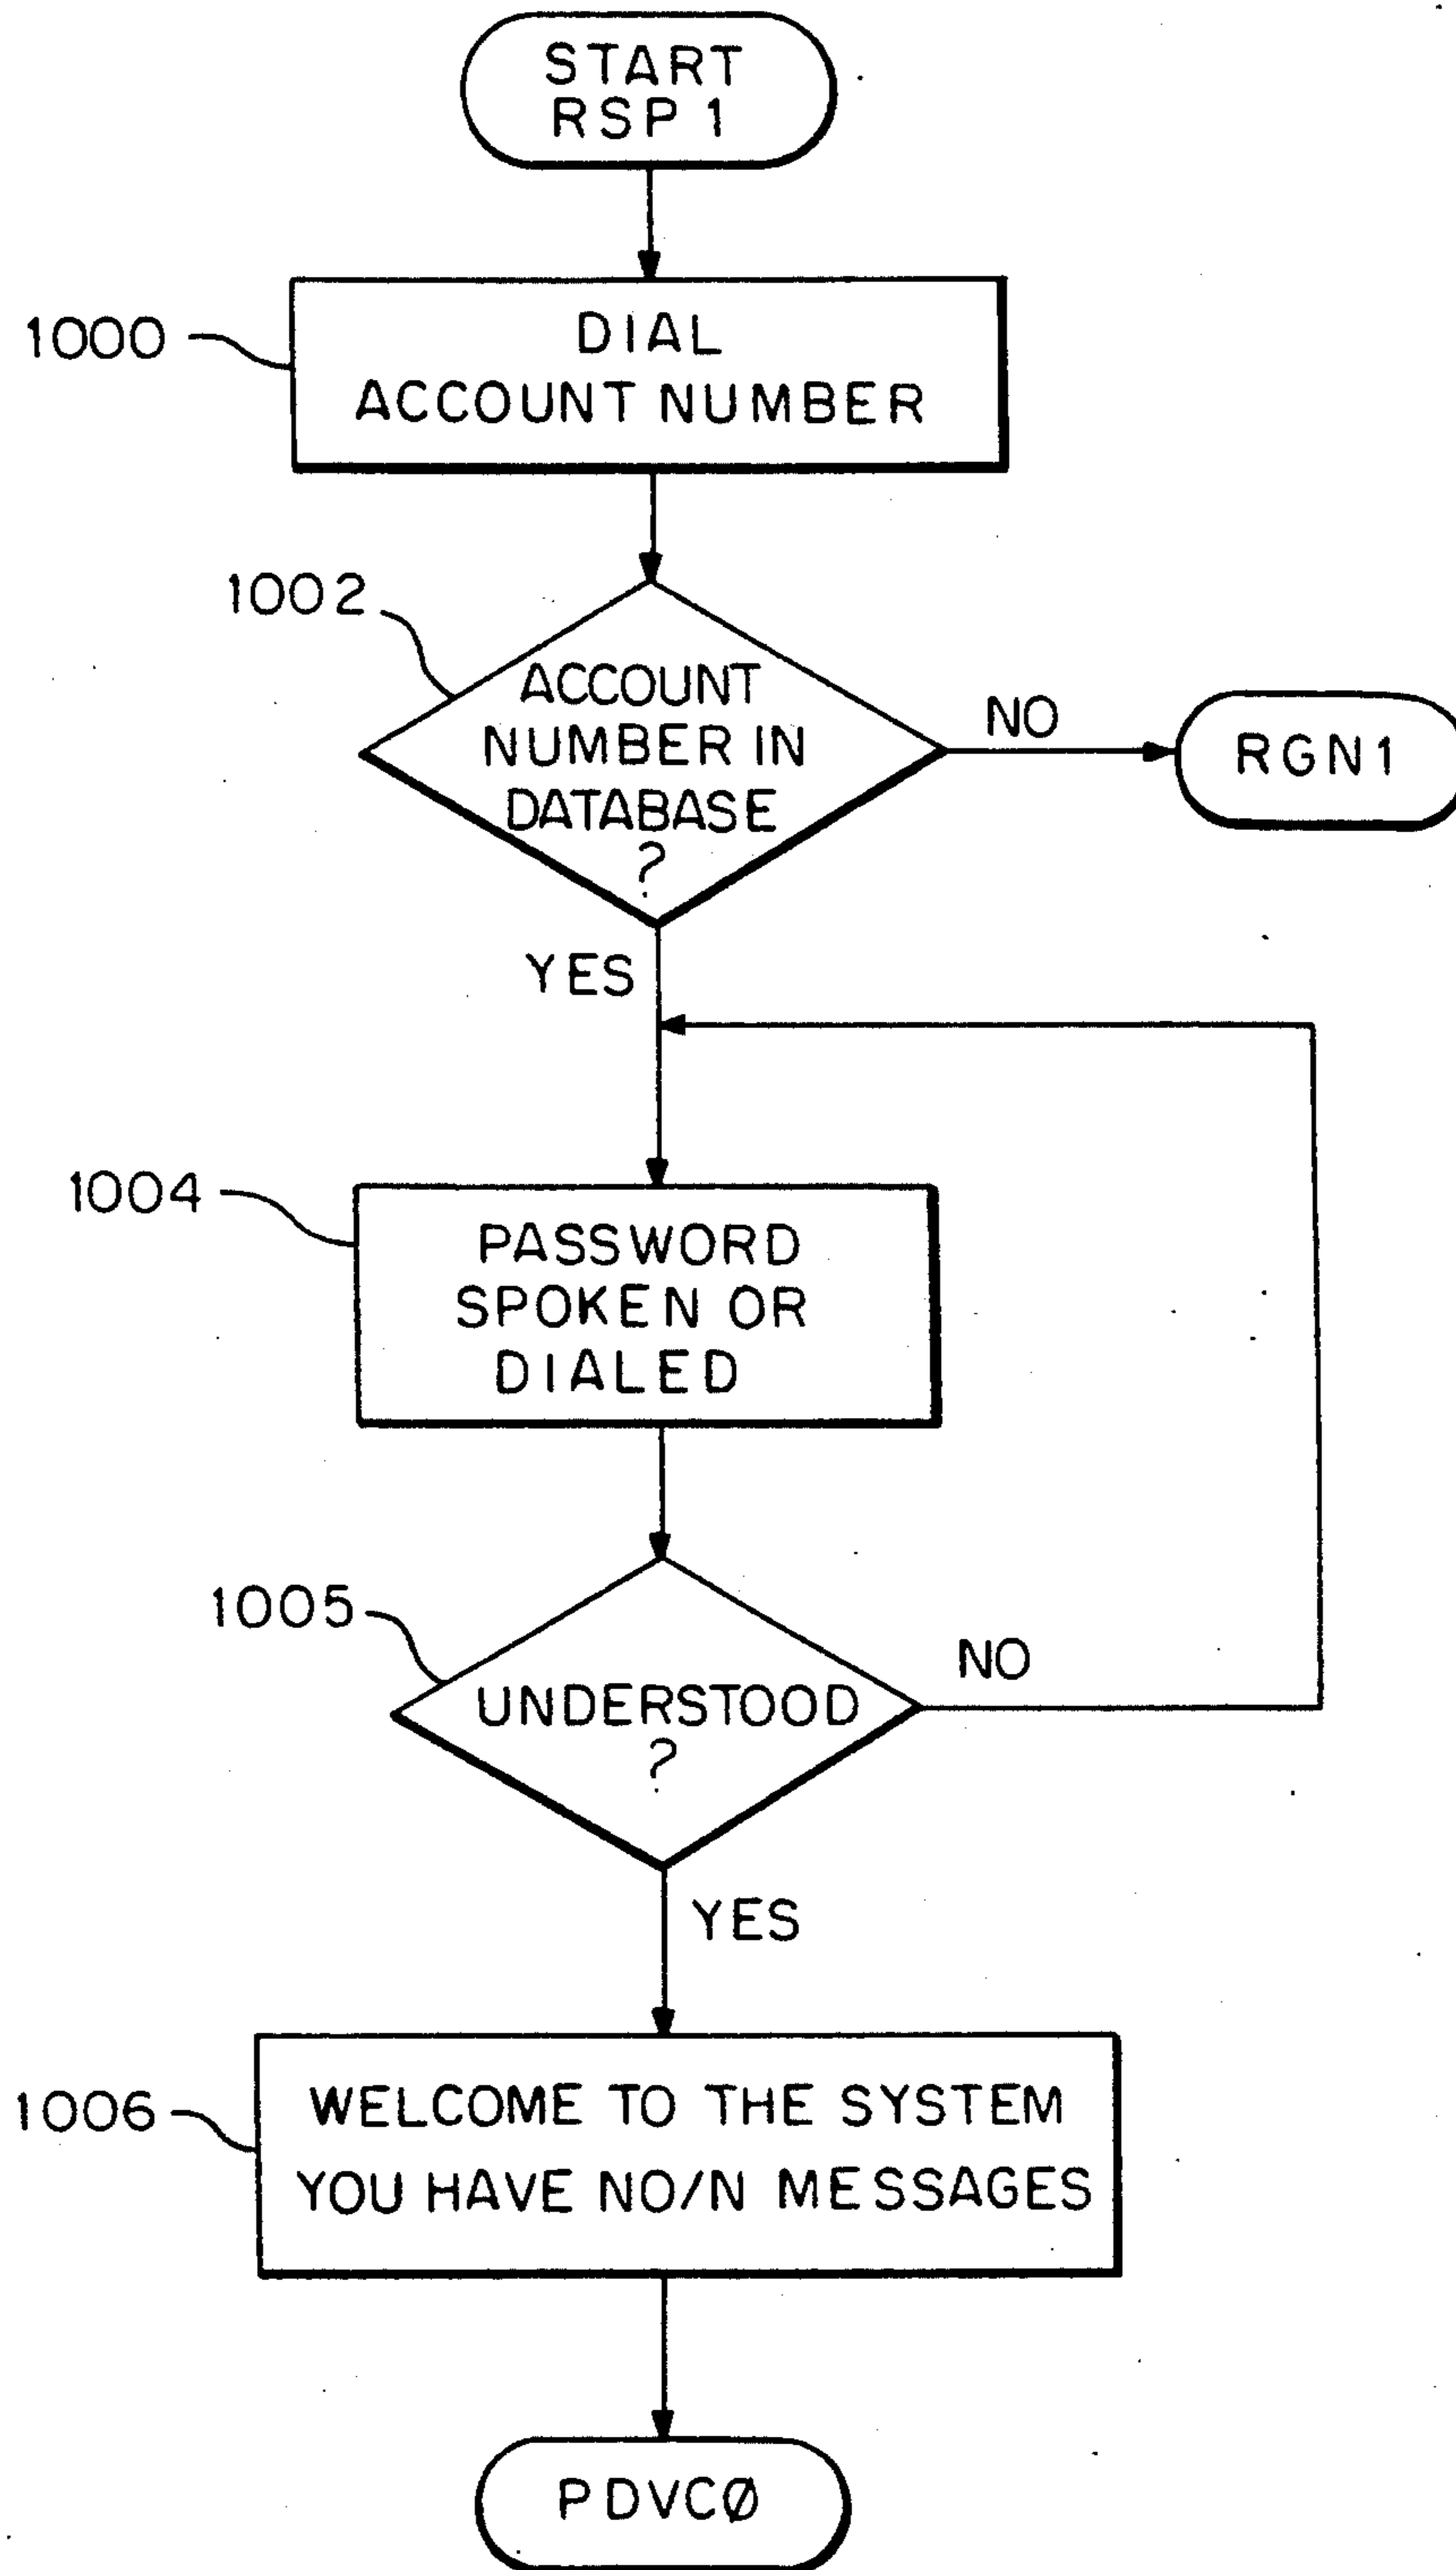 START
RSP 1
1000
DIAL
ACCOUNT NUMBER
1002
ACCOUNT
NUMBER IN
DATABASE
?
NO
RGN1
YES
1004
PASSWORD
SPOKEN OR
DIALED
1005
UNDERSTOOD
?
NO
YES
1006
WELCOME TO THE SYSTEM
YOU HAVE NO/N MESSAGES
PDVCØ